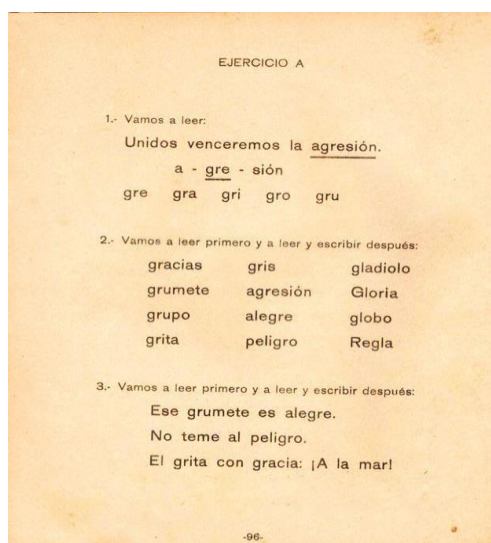 EJERCICIO A
1.- Vamos a leer:
Unidos venceremos la agresión.
a - gre - sión
gre gra gri gro gru
2.- Vamos a leer primero y a leer y escribir después:
gracias gris gladiolo
grumete agresión Gloria
grupo alegre globo
grita peligro Regla
3.- Vamos a leer primero y a leer y escribir después:
Ese grumete es alegre.
No teme al peligro.
El grita con gracia: ¡A la mar!
-96-